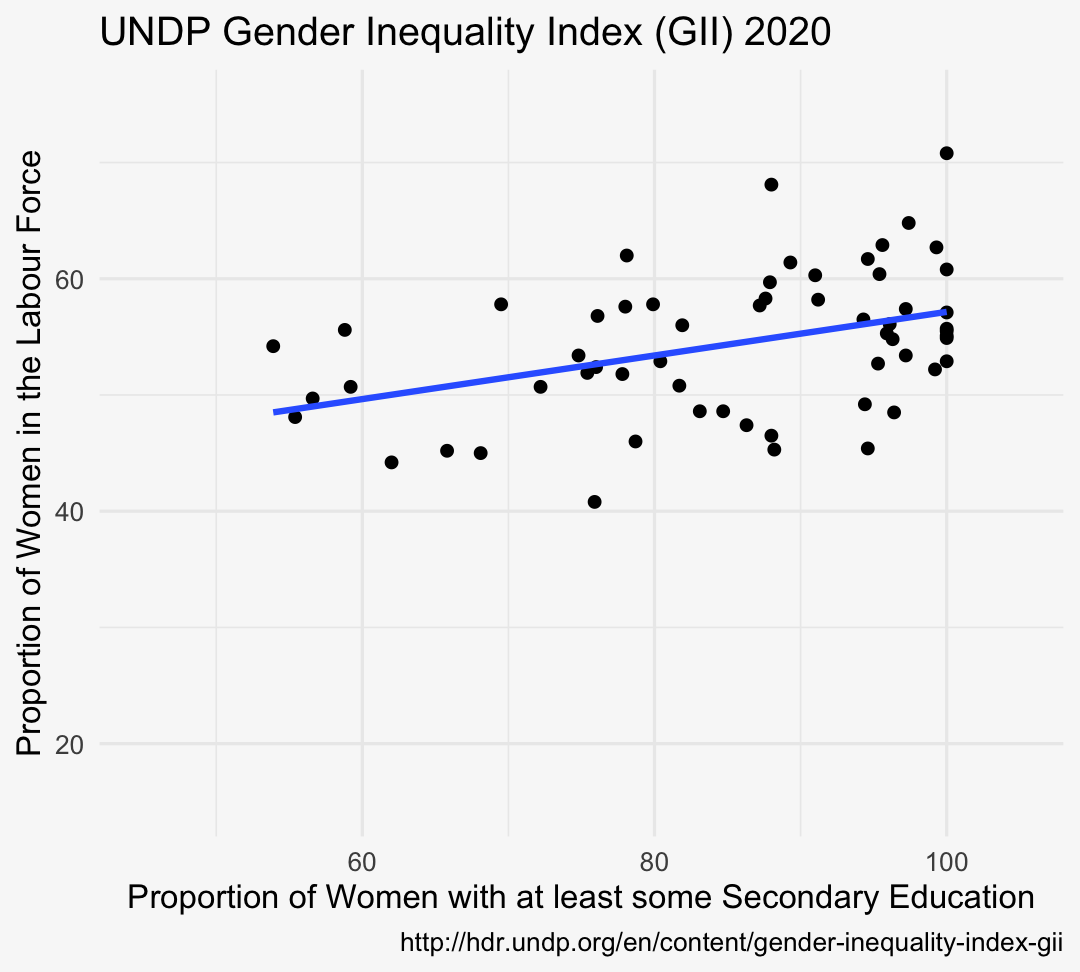 UNDP Gender Inequality Index (GII) 2020
Proportion of Women in the Labour Force
60
40
20
60 80 100
Proportion of Women with at least some Secondary Education
http://hdr.undp.org/en/content/gender-inequality-index-gii